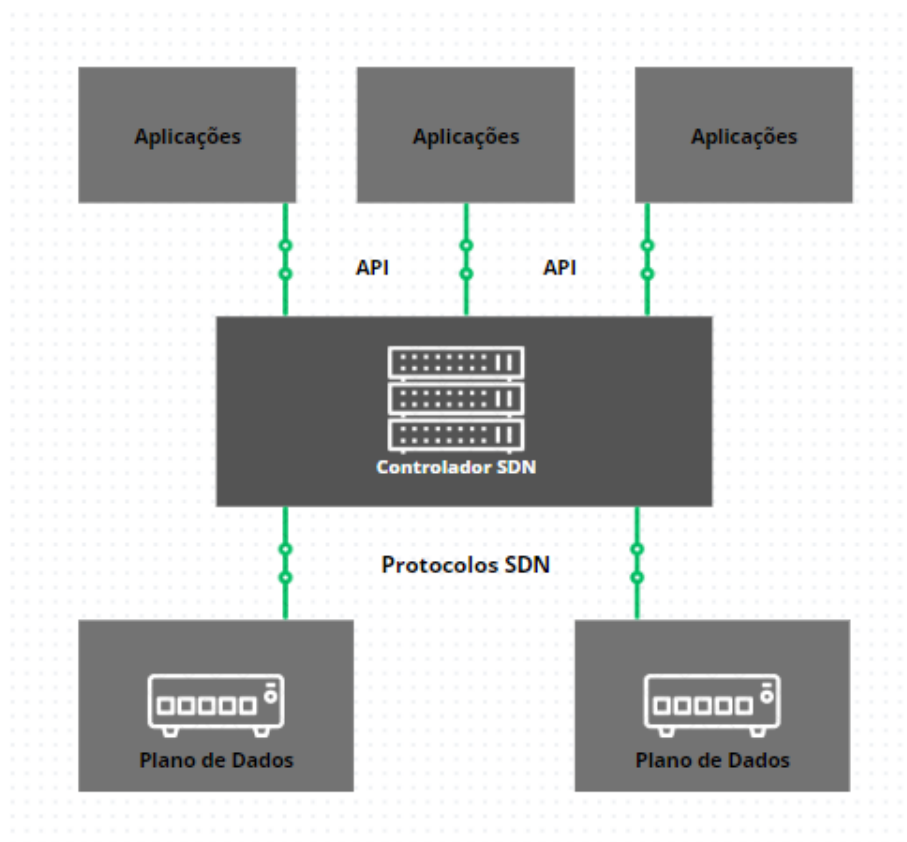 Aplicações
Aplicações
Aplicações
API
API
Controlador SDN
Protocolos SDN
Plano de Dados
Plano de Dados